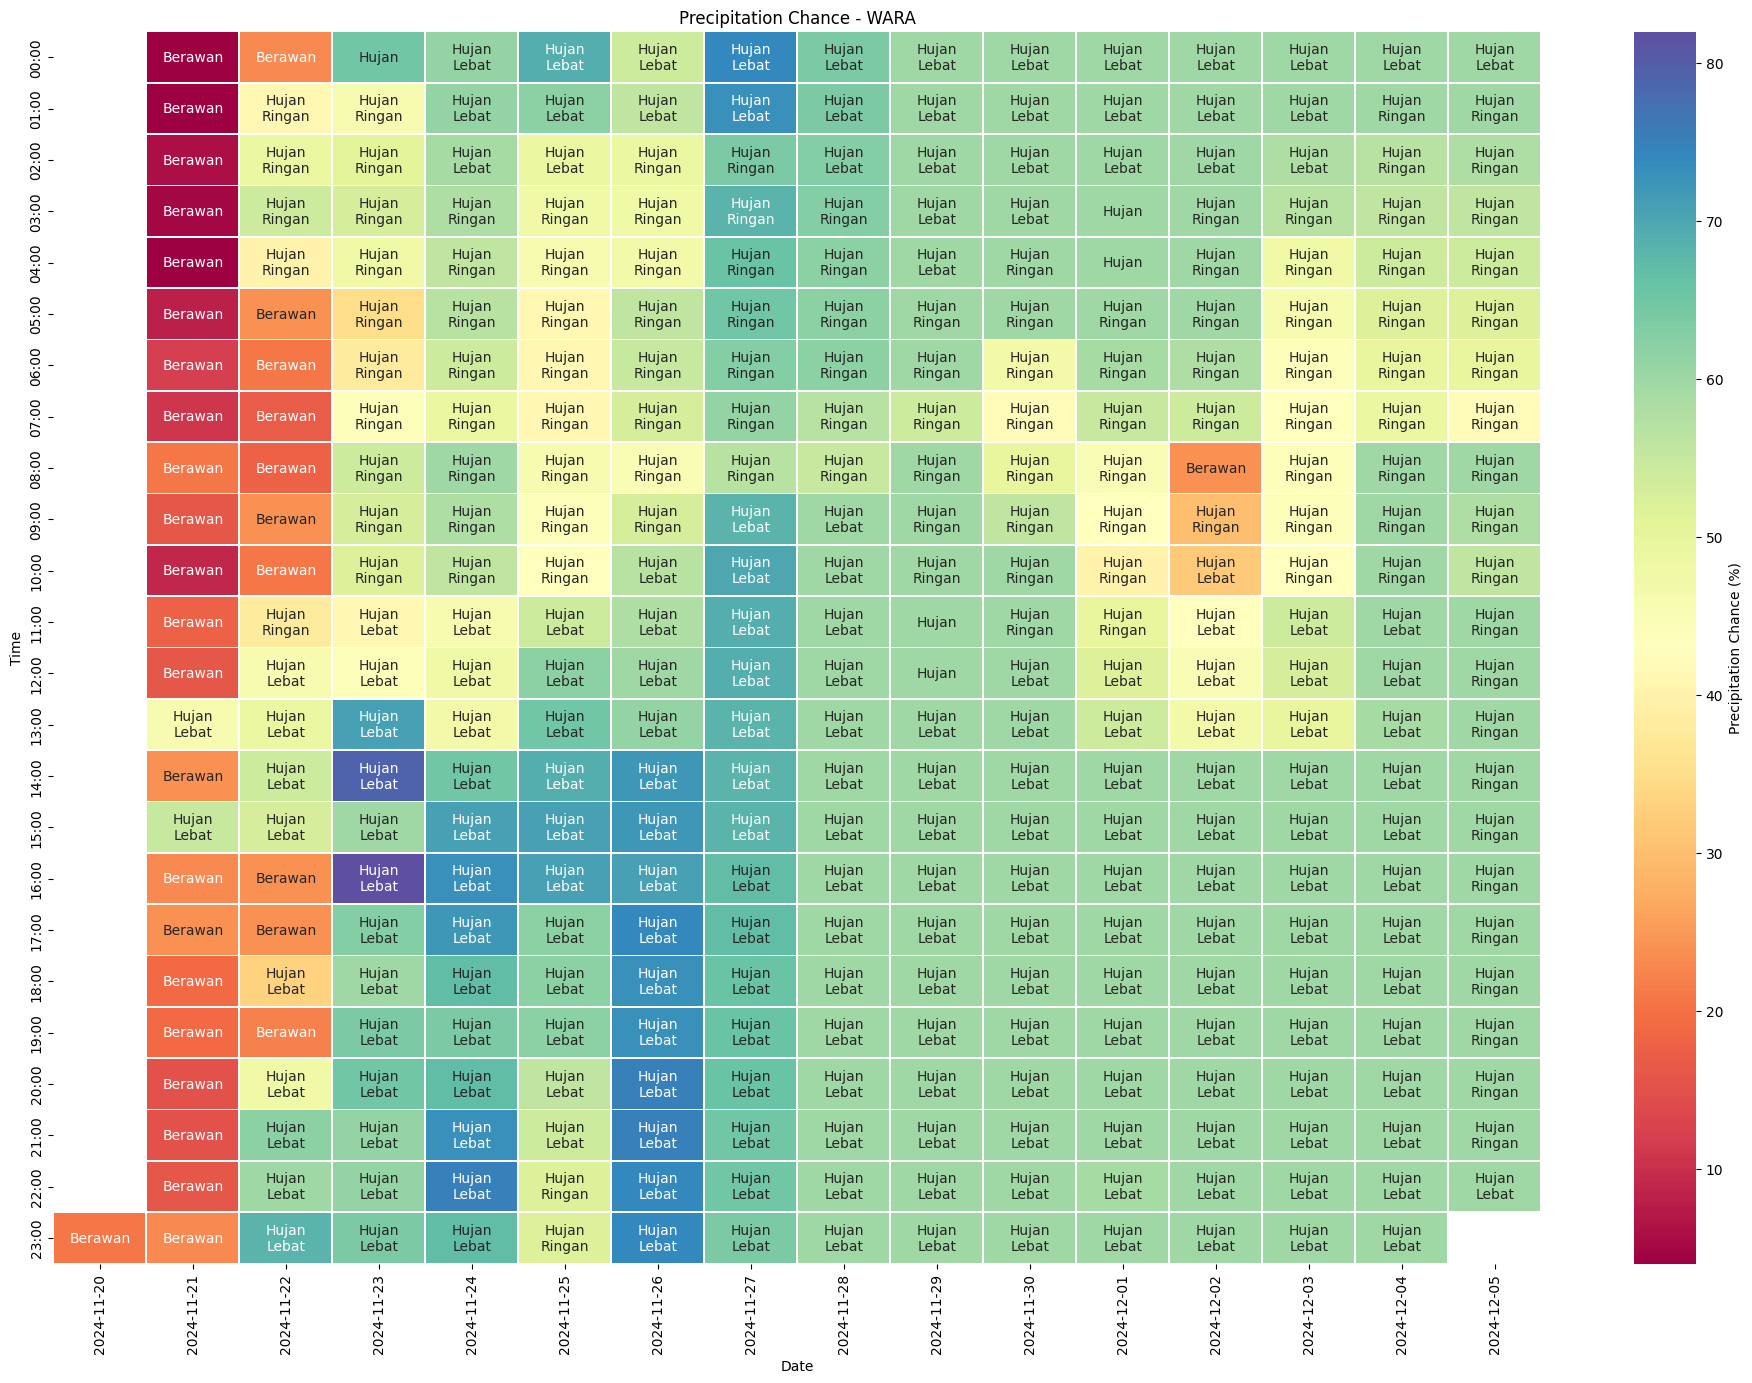 Precipitation Chance - WARA
00:00 Berawan Berawan Hujan Hujan Lebat Hujan Lebat Hujan Lebat Hujan Lebat Hujan Lebat Hujan Lebat Hujan Lebat Hujan Lebat Hujan Lebat Hujan Lebat Hujan Lebat Hujan Lebat
01:00 Berawan Hujan Ringan Hujan Ringan Hujan Lebat Hujan Lebat Hujan Lebat Hujan Lebat Hujan Lebat Hujan Lebat Hujan Lebat Hujan Lebat Hujan Lebat Hujan Lebat Hujan Ringan Hujan Ringan
02:00 Berawan Hujan Ringan Hujan Ringan Hujan Lebat Hujan Lebat Hujan Ringan Hujan Ringan Hujan Lebat Hujan Lebat Hujan Lebat Hujan Lebat Hujan Lebat Hujan Lebat Hujan Ringan Hujan Ringan
03:00 Berawan Hujan Ringan Hujan Ringan Hujan Ringan Hujan Ringan Hujan Ringan Hujan Ringan Hujan Ringan Hujan Lebat Hujan Lebat Hujan Hujan Ringan Hujan Ringan Hujan Ringan Hujan Ringan
04:00 Berawan Hujan Ringan Hujan Ringan Hujan Ringan Hujan Ringan Hujan Ringan Hujan Ringan Hujan Ringan Hujan Lebat Hujan Ringan Hujan Hujan Ringan Hujan Ringan Hujan Ringan Hujan Ringan
05:00 Berawan Berawan Hujan Ringan Hujan Ringan Hujan Ringan Hujan Ringan Hujan Ringan Hujan Ringan Hujan Ringan Hujan Ringan Hujan Ringan Hujan Ringan Hujan Ringan Hujan Ringan Hujan Ringan
06:00 Berawan Berawan Hujan Ringan Hujan Ringan Hujan Ringan Hujan Ringan Hujan Ringan Hujan Ringan Hujan Ringan Hujan Ringan Hujan Ringan Hujan Ringan Hujan Ringan Hujan Ringan Hujan Ringan
07:00 Berawan Berawan Hujan Ringan Hujan Ringan Hujan Ringan Hujan Ringan Hujan Ringan Hujan Ringan Hujan Ringan Hujan Ringan Hujan Ringan Hujan Ringan Hujan Ringan Hujan Ringan Hujan Ringan
08:00 Berawan Berawan Hujan Ringan Hujan Ringan Hujan Ringan Hujan Ringan Hujan Ringan Hujan Ringan Hujan Ringan Hujan Ringan Hujan Ringan Berawan Hujan Ringan Hujan Ringan Hujan Ringan
09:00 Berawan Berawan Hujan Ringan Hujan Ringan Hujan Ringan Hujan Ringan Hujan Lebat Hujan Lebat Hujan Ringan Hujan Ringan Hujan Ringan Hujan Ringan Hujan Ringan Hujan Ringan Hujan Ringan
10:00 Berawan Berawan Hujan Ringan Hujan Ringan Hujan Ringan Hujan Lebat Hujan Lebat Hujan Lebat Hujan Ringan Hujan Ringan Hujan Ringan Hujan Lebat Hujan Ringan Hujan Ringan Hujan Ringan
11:00 Berawan Hujan Ringan Hujan Lebat Hujan Lebat Hujan Lebat Hujan Lebat Hujan Lebat Hujan Lebat Hujan Hujan Ringan Hujan Ringan Hujan Lebat Hujan Lebat Hujan Lebat Hujan Ringan
12:00 Berawan Hujan Lebat Hujan Lebat Hujan Lebat Hujan Lebat Hujan Lebat Hujan Lebat Hujan Lebat Hujan Hujan Lebat Hujan Lebat Hujan Lebat Hujan Lebat Hujan Lebat Hujan Ringan
13:00 Hujan Lebat Hujan Lebat Hujan Lebat Hujan Lebat Hujan Lebat Hujan Lebat Hujan Lebat Hujan Lebat Hujan Lebat Hujan Lebat Hujan Lebat Hujan Lebat Hujan Lebat Hujan Lebat Hujan Ringan
14:00 Berawan Hujan Lebat Hujan Lebat Hujan Lebat Hujan Lebat Hujan Lebat Hujan Lebat Hujan Lebat Hujan Lebat Hujan Lebat Hujan Lebat Hujan Lebat Hujan Lebat Hujan Lebat Hujan Ringan
15:00 Hujan Lebat Hujan Lebat Hujan Lebat Hujan Lebat Hujan Lebat Hujan Lebat Hujan Lebat Hujan Lebat Hujan Lebat Hujan Lebat Hujan Lebat Hujan Lebat Hujan Lebat Hujan Lebat Hujan Ringan
16:00 Berawan Berawan Hujan Lebat Hujan Lebat Hujan Lebat Hujan Lebat Hujan Lebat Hujan Lebat Hujan Lebat Hujan Lebat Hujan Lebat Hujan Lebat Hujan Lebat Hujan Lebat Hujan Ringan
17:00 Berawan Berawan Hujan Lebat Hujan Lebat Hujan Lebat Hujan Lebat Hujan Lebat Hujan Lebat Hujan Lebat Hujan Lebat Hujan Lebat Hujan Lebat Hujan Lebat Hujan Lebat Hujan Ringan
18:00 Berawan Hujan Lebat Hujan Lebat Hujan Lebat Hujan Lebat Hujan Lebat Hujan Lebat Hujan Lebat Hujan Lebat Hujan Lebat Hujan Lebat Hujan Lebat Hujan Lebat Hujan Lebat Hujan Ringan
19:00 Berawan Berawan Hujan Lebat Hujan Lebat Hujan Lebat Hujan Lebat Hujan Lebat Hujan Lebat Hujan Lebat Hujan Lebat Hujan Lebat Hujan Lebat Hujan Lebat Hujan Lebat Hujan Ringan
20:00 Berawan Hujan Lebat Hujan Lebat Hujan Lebat Hujan Lebat Hujan Lebat Hujan Lebat Hujan Lebat Hujan Lebat Hujan Lebat Hujan Lebat Hujan Lebat Hujan Lebat Hujan Lebat Hujan Ringan
21:00 Berawan Hujan Lebat Hujan Lebat Hujan Lebat Hujan Lebat Hujan Lebat Hujan Lebat Hujan Lebat Hujan Lebat Hujan Lebat Hujan Lebat Hujan Lebat Hujan Lebat Hujan Lebat Hujan Ringan
22:00 Berawan Hujan Lebat Hujan Lebat Hujan Lebat Hujan Ringan Hujan Lebat Hujan Lebat Hujan Lebat Hujan Lebat Hujan Lebat Hujan Lebat Hujan Lebat Hujan Lebat Hujan Lebat Hujan Lebat
23:00 Berawan Berawan Hujan Lebat Hujan Lebat Hujan Lebat Hujan Ringan Hujan Lebat Hujan Lebat Hujan Lebat Hujan Lebat Hujan Lebat Hujan Lebat Hujan Lebat Hujan Lebat Hujan Lebat
Time
2024-11-20 2024-11-21 2024-11-22 2024-11-23 2024-11-24 2024-11-25 2024-11-26 2024-11-27 2024-11-28 2024-11-29 2024-11-30 2024-12-01 2024-12-02 2024-12-03 2024-12-04 2024-12-05
Date
80
70
60
50
40
30
20
10
Precipitation Chance (%)